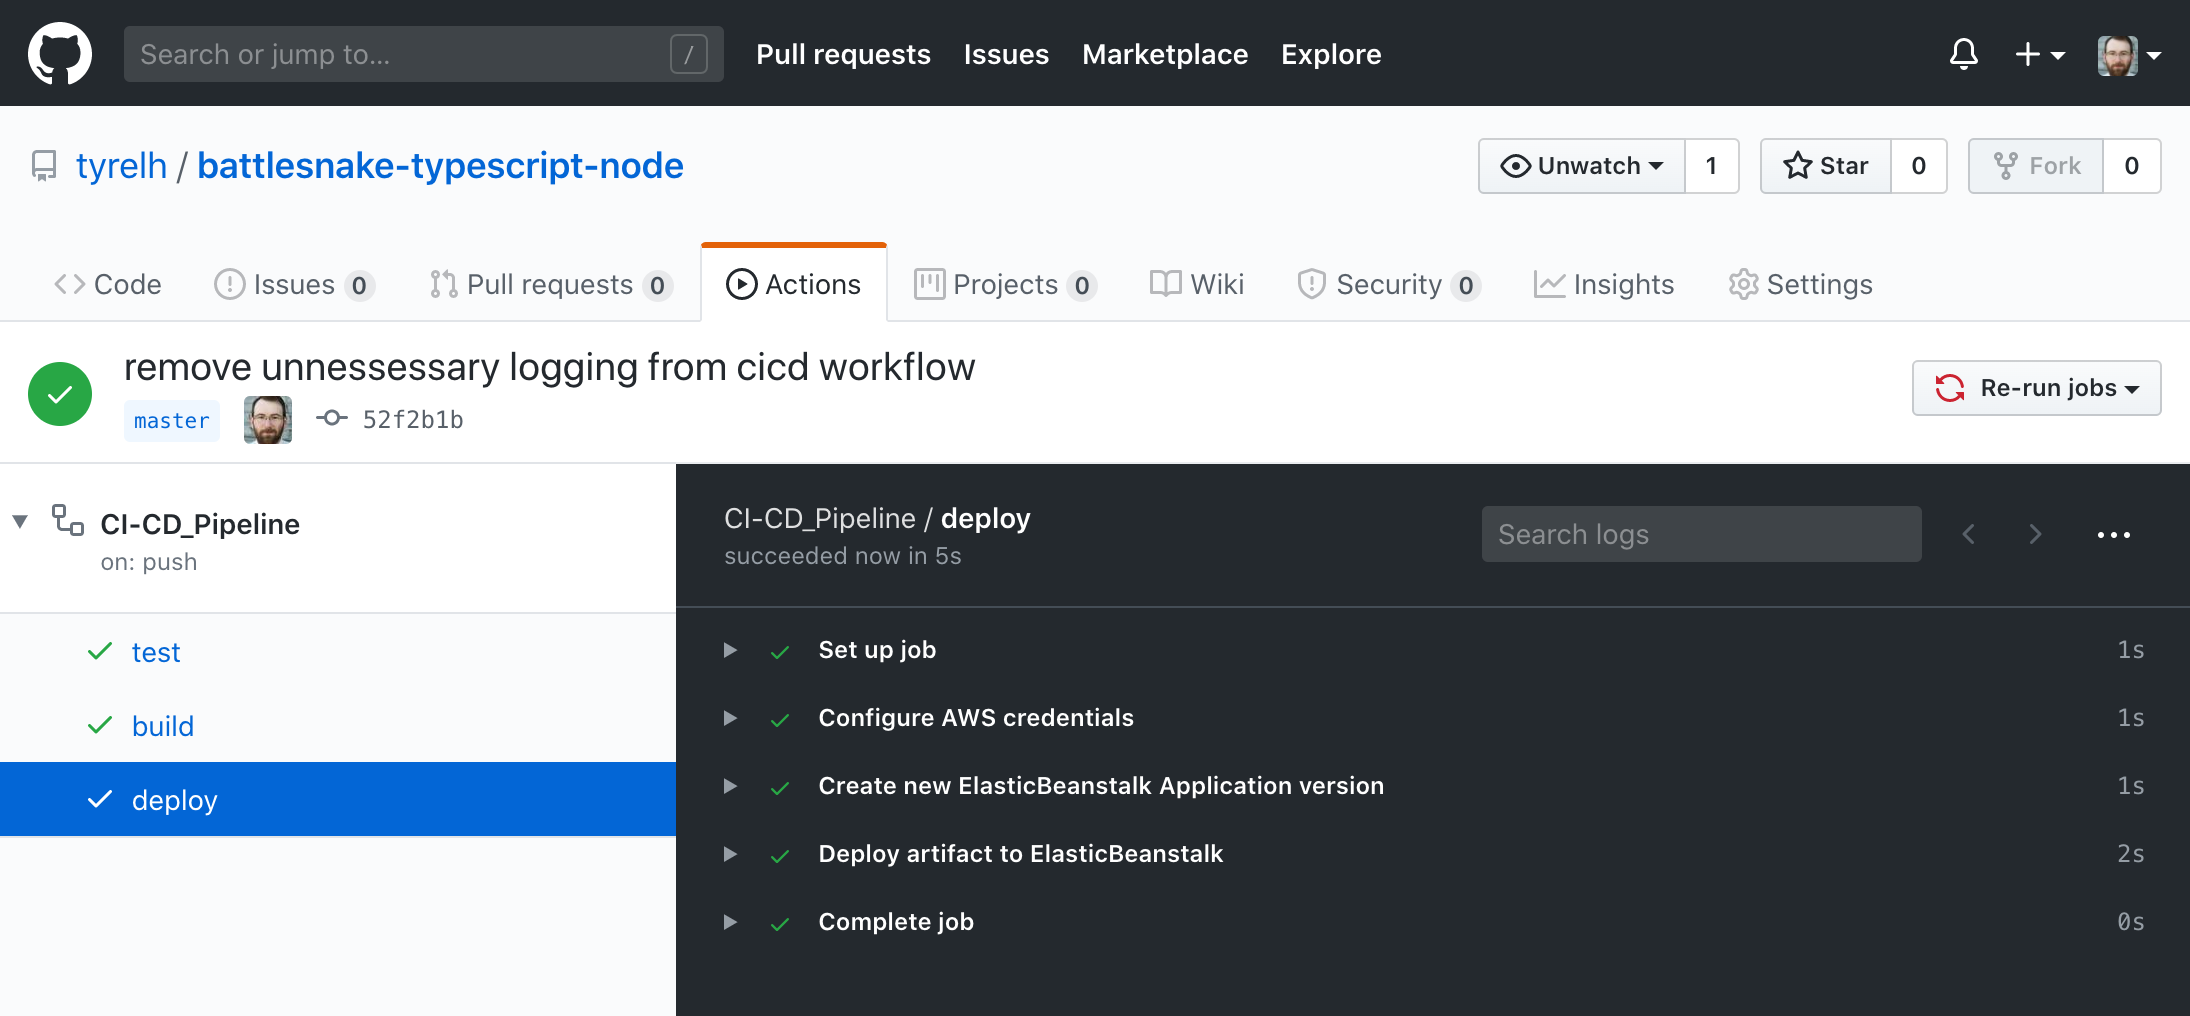 Search or jump to... / Pull requests Issues Marketplace Explore
tyrelh / battlesnake-typescript-node Unwatch 1 Star 0 Fork 0
Code Issues 0 Pull requests 0 Actions Projects 0 Wiki Security 0 Insights Settings
remove unnessessary logging from cicd workflow
master 52f2b1b
Re-run jobs
CI-CD_Pipeline
on: push
test
build
deploy
CI-CD_Pipeline / deploy
succeeded now in 5s
Search logs
Set up job 1s
Configure AWS credentials 1s
Create new ElasticBeanstalk Application version 1s
Deploy artifact to ElasticBeanstalk 2s
Complete job 0s